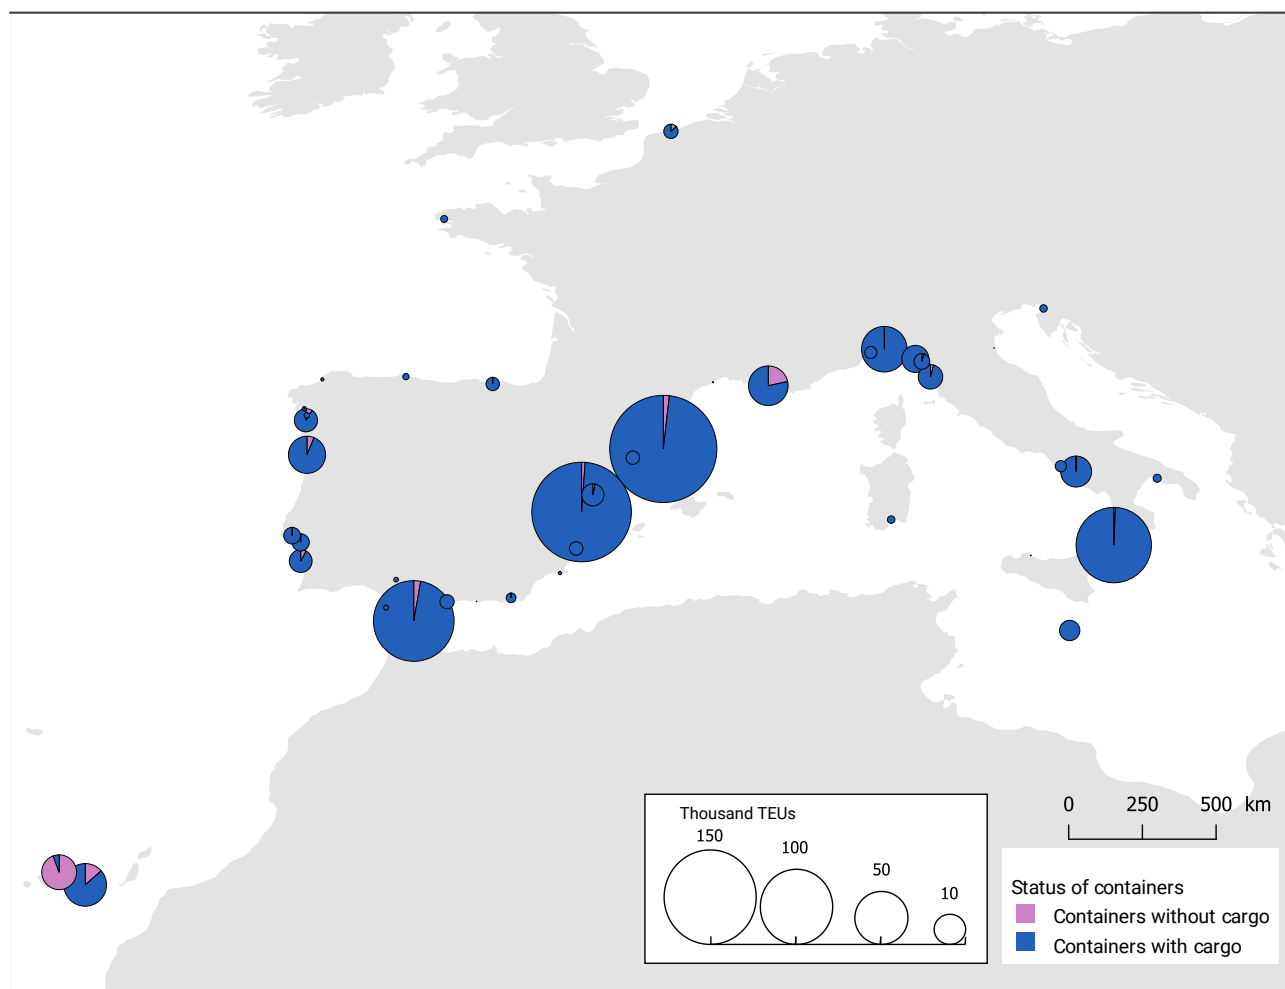 0 250 500 km
Thousand TEUs
150
100
50
10
Status of containers
Containers without cargo
Containers with cargo